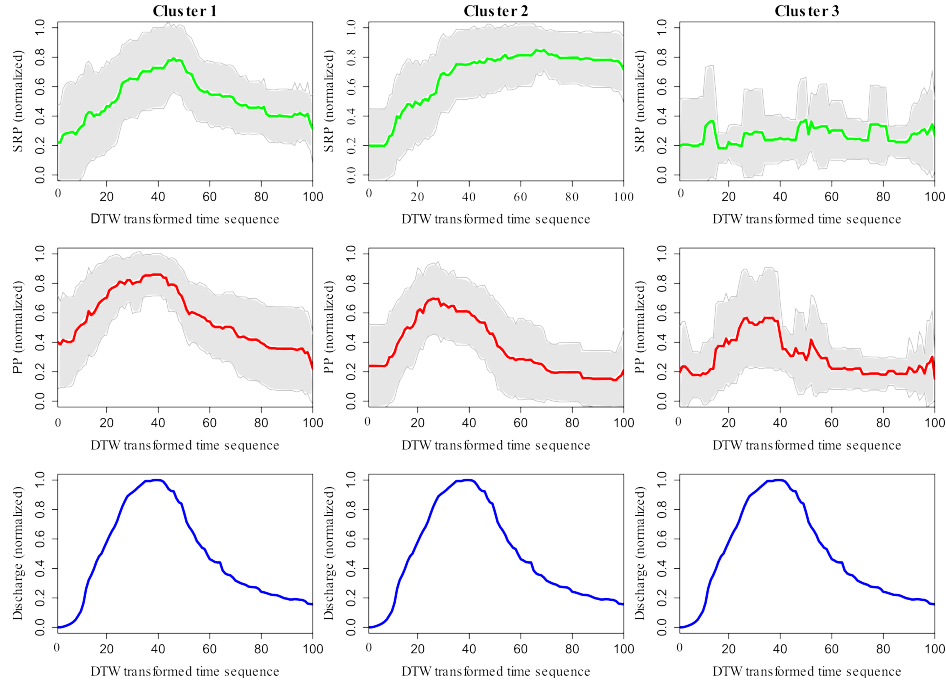 Cluster 1 Cluster 2 Cluster 3
SRP (normalized) 0.0 0.2 0.4 0.6 0.8 1.0 SRP (normalized) 0.0 0.2 0.4 0.6 0.8 1.0 SRP (normalized) 0.0 0.2 0.4 0.6 0.8 1.0
0 20 40 60 80 100 0 20 40 60 80 100 0 20 40 60 80 100
DTW transformed time sequence DTW transformed time sequence DTW transformed time sequence
PP (normalized) 0.0 0.2 0.4 0.6 0.8 1.0 PP (normalized) 0.0 0.2 0.4 0.6 0.8 1.0 PP (normalized) 0.0 0.2 0.4 0.6 0.8 1.0
0 20 40 60 80 100 0 20 40 60 80 100 0 20 40 60 80 100
DTW transformed time sequence DTW transformed time sequence DTW transformed time sequence
Discharge (normalized) 0.0 0.2 0.4 0.6 0.8 1.0 Discharge (normalized) 0.0 0.2 0.4 0.6 0.8 1.0 Discharge (normalized) 0.0 0.2 0.4 0.6 0.8 1.0
0 20 40 60 80 100 0 20 40 60 80 100 0 20 40 60 80 100
DTW transformed time sequence DTW transformed time sequence DTW transformed time sequence